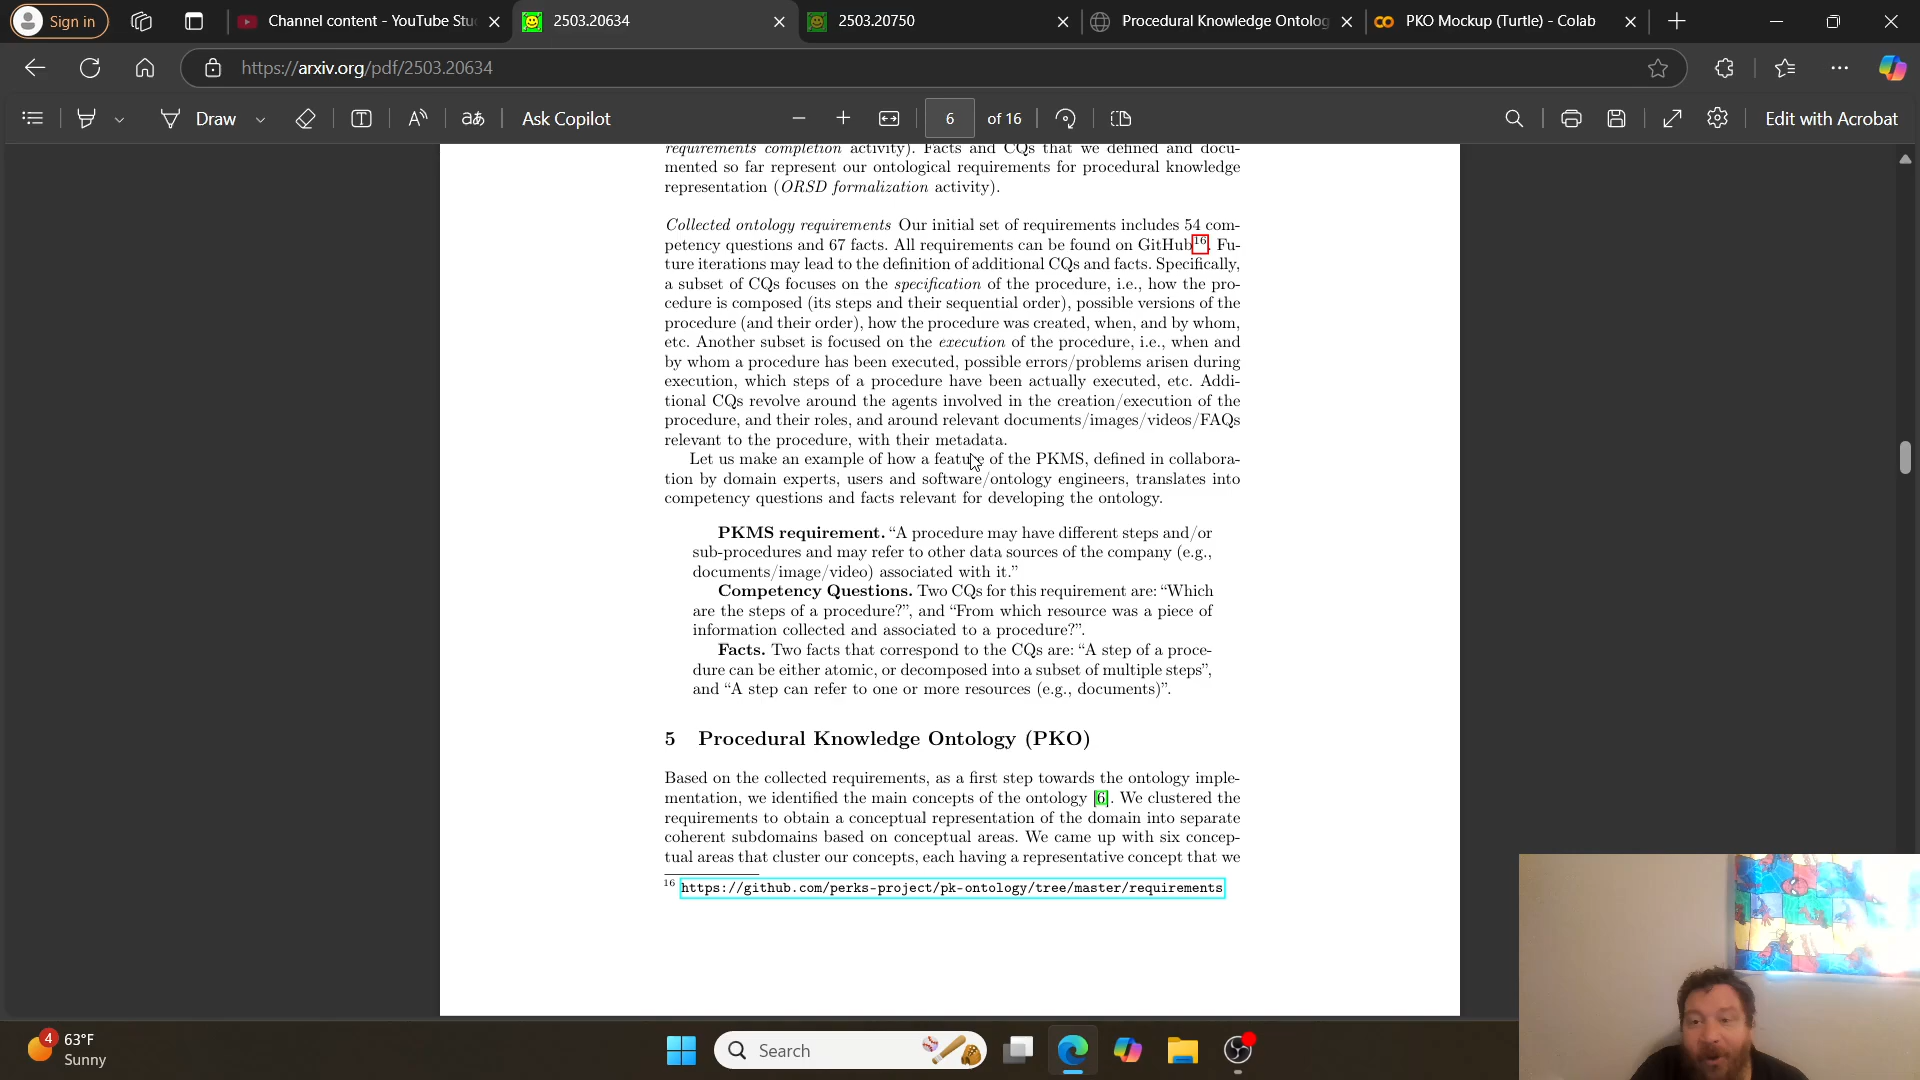 Sign in
Channel content - YouTube Stu
2503.20634
2503.20750
Procedural Knowledge Ontolog
PKO Mockup (Turtle) - Colab
https://arxiv.org/pdf/2503.20634
Draw
Ask Copilot
6 of 16
Edit with Acrobat
requirements completion activity). Facts and CQs that we defined and docu-
mented so far represent our ontological requirements for procedural knowledge
representation (ORSD formalization activity).
Collected ontology requirements Our initial set of requirements includes 54 com-
petency questions and 67 facts. All requirements can be found on GitHub16. Fu-
ture iterations may lead to the definition of additional CQs and facts. Specifically,
a subset of CQs focuses on the specification of the procedure, i.e., how the pro-
cedure is composed (its steps and their sequential order), possible versions of the
procedure (and their order), how the procedure was created, when, and by whom,
etc. Another subset is focused on the execution of the procedure, i.e., when and
by whom a procedure has been executed, possible errors/problems arisen during
execution, which steps of a procedure have been actually executed, etc. Addi-
tional CQs revolve around the agents involved in the creation/execution of the
procedure, and their roles, and around relevant documents/images/videos/FAQs
relevant to the procedure, with their metadata.
Let us make an example of how a feature of the PKMS, defined in collabora-
tion by domain experts, users and software/ontology engineers, translates into
competency questions and facts relevant for developing the ontology.
PKMS requirement. “A procedure may have different steps and/or
sub-procedures and may refer to other data sources of the company (e.g.,
documents/image/video) associated with it.”
Competency Questions. Two CQs for this requirement are: “Which
are the steps of a procedure?”, and “From which resource was a piece of
information collected and associated to a procedure?”.
Facts. Two facts that correspond to the CQs are: “A step of a proce-
dure can be either atomic, or decomposed into a subset of multiple steps”,
and “A step can refer to one or more resources (e.g., documents)”.
5 Procedural Knowledge Ontology (PKO)
Based on the collected requirements, as a first step towards the ontology imple-
mentation, we identified the main concepts of the ontology [6]. We clustered the
requirements to obtain a conceptual representation of the domain into separate
coherent subdomains based on conceptual areas. We came up with six concep-
tual areas that cluster our concepts, each having a representative concept that we
16 https://github.com/perks-project/pk-ontology/tree/master/requirements
4
63°F
Sunny
Search